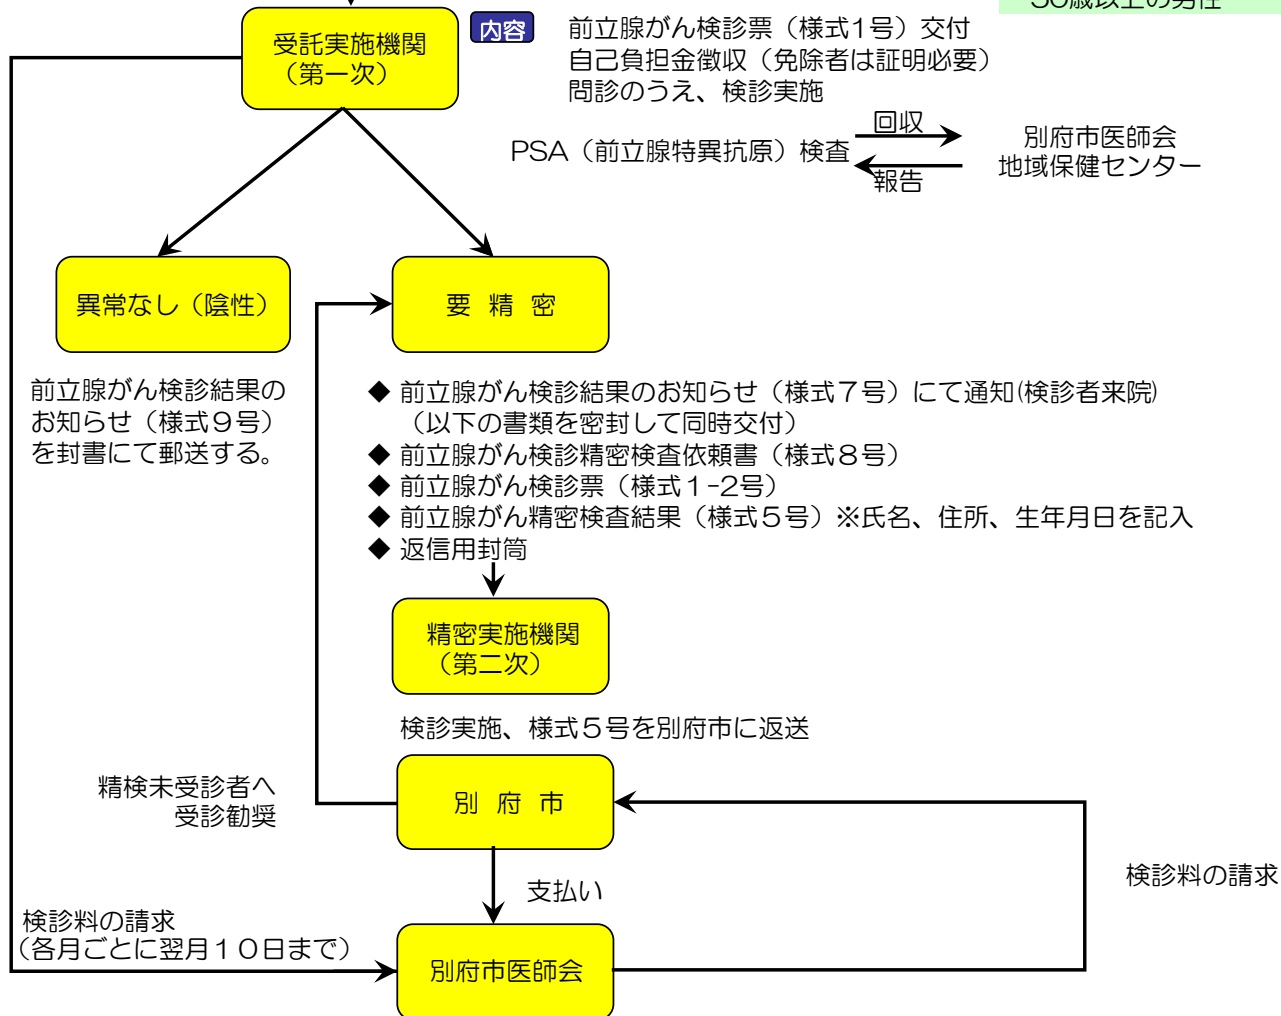 50歳以上の男性
受託実施機関
（第一次）
内容
前立腺がん検診票（様式1号）交付
自己負担金徴収（免除者は証明必要）
問診のうえ、検診実施
PSA（前立腺特異抗原）検査
回収
報告
別府市医師会
地域保健センター
異常なし（陰性）
要 精 密
前立腺がん検診結果の
お知らせ（様式９号）
を封書にて郵送する。
◆ 前立腺がん検診結果のお知らせ（様式７号）にて通知(検診者来院)
（以下の書類を密封して同時交付）
◆ 前立腺がん検診精密検査依頼書（様式８号）
◆ 前立腺がん検診票（様式１-2号）
◆ 前立腺がん精密検査結果（様式５号）※氏名、住所、生年月日を記入
◆ 返信用封筒
精密実施機関
（第二次）
検診実施、様式５号を別府市に返送
精検未受診者へ
受診勧奨
別 府 市
支払い
検診料の請求
検診料の請求
（各月ごとに翌月１０日まで）
別府市医師会